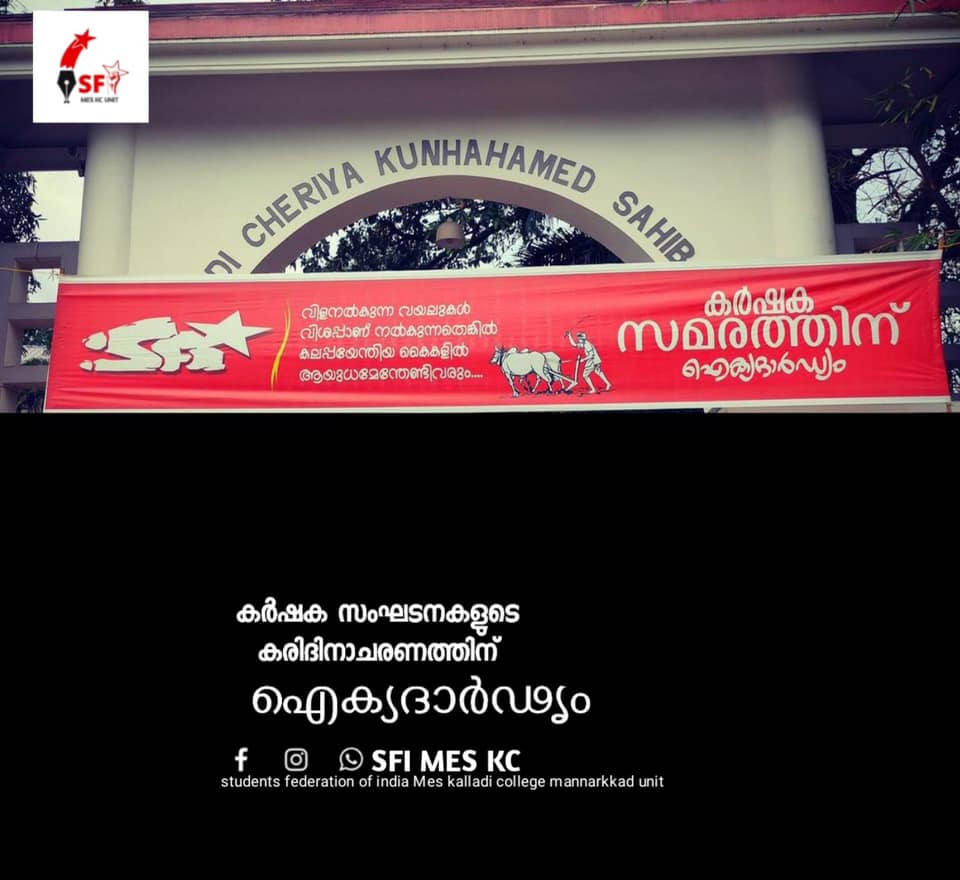 SFI
MES KC UNIT
DI CHERIYA KUNHAHAMED SAHIB
SFI
വിളനൽകുന്ന വയലുകൾ
വിശപ്പാണ് നൽകുന്നതെങ്കിൽ
കലപ്പയേന്തിയ കൈകളിൽ
ആയുധമേന്തേണ്ടിവരും....
കർഷക
സമരത്തിന്
ഐക്യദാർഢ്യം
കർഷക സംഘടനകളുടെ
കരിദിനാചരണത്തിന്
ഐക്യദാർഢ്യം
SFI MES KC
students federation of india Mes kalladi college mannarkkad unit